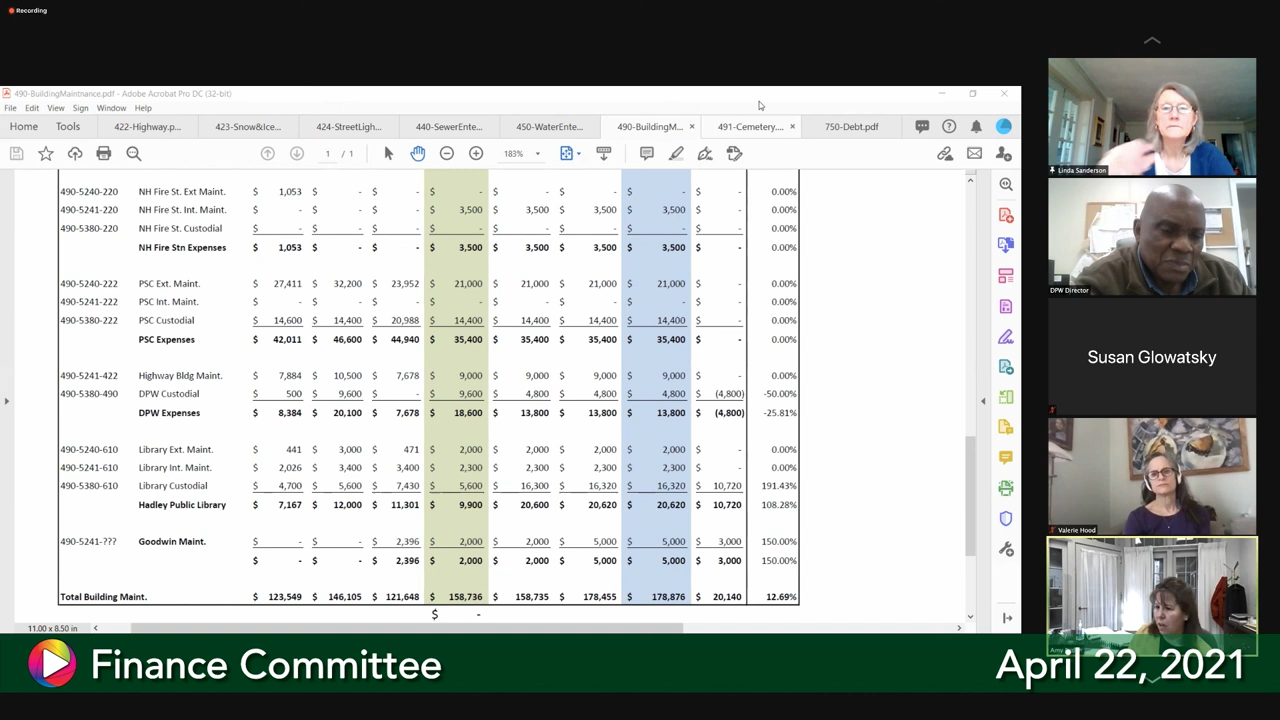 Recording
490-BuildingMaintnance.pdf - Adobe Acrobat Pro DC (32-bit)
File Edit View Sign Window Help
Home Tools 422-Highway.p... 423-Snow&Ice... 424-StreetLigh... 440-SewerEnte... 450-WaterEnte... 490-BuildingM... × 491-Cemetery.... × 750-Debt.pdf
1 / 1 183%
490-5240-220 NH Fire St. Ext Maint. $ 1,053 $ - $ - $ - $ - $ - $ - $ - 0.00%
490-5241-220 NH Fire St. Int. Maint. $ - $ - $ - $ 3,500 $ 3,500 $ 3,500 $ 3,500 $ - 0.00%
490-5380-220 NH Fire St. Custodial $ - $ - $ - $ - $ - $ - $ - $ - 0.00%
NH Fire Stn Expenses $ 1,053 $ - $ - $ 3,500 $ 3,500 $ 3,500 $ 3,500 $ - 0.00%
490-5240-222 PSC Ext. Maint. $ 27,411 $ 32,200 $ 23,952 $ 21,000 $ 21,000 $ 21,000 $ 21,000 $ - 0.00%
490-5241-222 PSC Int. Maint. $ - $ - $ - $ - $ - $ - $ - $ - 0.00%
490-5380-222 PSC Custodial $ 14,600 $ 14,400 $ 20,988 $ 14,400 $ 14,400 $ 14,400 $ 14,400 $ - 0.00%
PSC Expenses $ 42,011 $ 46,600 $ 44,940 $ 35,400 $ 35,400 $ 35,400 $ 35,400 $ - 0.00%
490-5241-422 Highway Bldg Maint. $ 7,884 $ 10,500 $ 7,678 $ 9,000 $ 9,000 $ 9,000 $ 9,000 $ - 0.00%
490-5380-490 DPW Custodial $ 500 $ 9,600 $ - $ 9,600 $ 4,800 $ 4,800 $ 4,800 $ (4,800) -50.00%
DPW Expenses $ 8,384 $ 20,100 $ 7,678 $ 18,600 $ 13,800 $ 13,800 $ 13,800 $ (4,800) -25.81%
490-5240-610 Library Ext. Maint. $ 441 $ 3,000 $ 471 $ 2,000 $ 2,000 $ 2,000 $ 2,000 $ - 0.00%
490-5241-610 Library Int. Maint. $ 2,026 $ 3,400 $ 3,400 $ 2,300 $ 2,300 $ 2,300 $ 2,300 $ - 0.00%
490-5380-610 Library Custodial $ 4,700 $ 5,600 $ 7,430 $ 5,600 $ 16,300 $ 16,320 $ 16,320 $ 10,720 191.43%
Hadley Public Library $ 7,167 $ 12,000 $ 11,301 $ 9,900 $ 20,600 $ 20,620 $ 20,620 $ 10,720 108.28%
490-5241-??? Goodwin Maint. $ - $ - $ 2,396 $ 2,000 $ 2,000 $ 5,000 $ 5,000 $ 3,000 150.00%
$ - $ - $ 2,396 $ 2,000 $ 2,000 $ 5,000 $ 5,000 $ 3,000 150.00%
Total Building Maint. $ 123,549 $ 146,105 $ 121,648 $ 158,736 $ 158,735 $ 178,455 $ 178,876 $ 20,140 12.69%
$ -
11.00 x 8.50 in
Linda Sanderson
DPW Director
Susan Glowatsky
Valerie Hood
Amy
Finance Committee
April 22, 2021